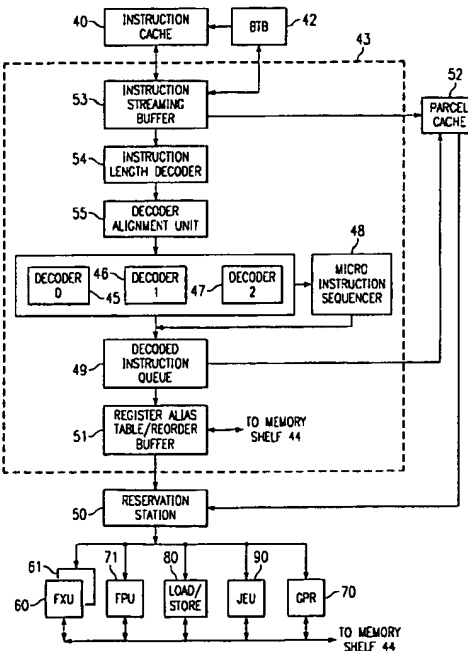 40
INSTRUCTION
CACHE
BTB
42
43
53
INSTRUCTION
STREAMING
BUFFER
52
PARCEL
CACHE
54
INSTRUCTION
LENGTH DECODER
55
DECODER
ALIGNMENT UNIT
DECODER
0
45
46
DECODER
1
47
DECODER
2
48
MICRO
INSTRUCTION
SEQUENCER
49
DECODED
INSTRUCTION
QUEUE
51
REGISTER ALIAS
TABLE/REORDER
BUFFER
TO MEMORY
SHELF 44
50
RESERVATION
STATION
61
60
FXU
71
FPU
80
LOAD/
STORE
90
JEU
GPR
70
TO MEMORY
SHELF 44